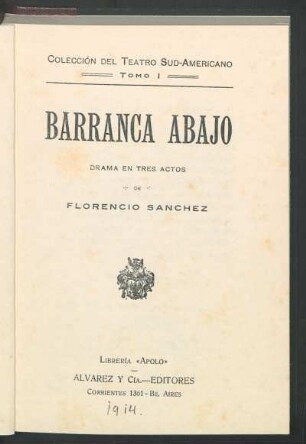 COLECCIÓN DEL TEATRO SUD-AMERICANO
TOMO I
BARRANCA ABAJO
DRAMA EN TRES ACTOS
DE
FLORENCIO SANCHEZ
LIBRERÍA «APOLO»
ALVAREZ Y CIA.—EDITORES
CORRIENTES 1361-BS. AIRES
1914.